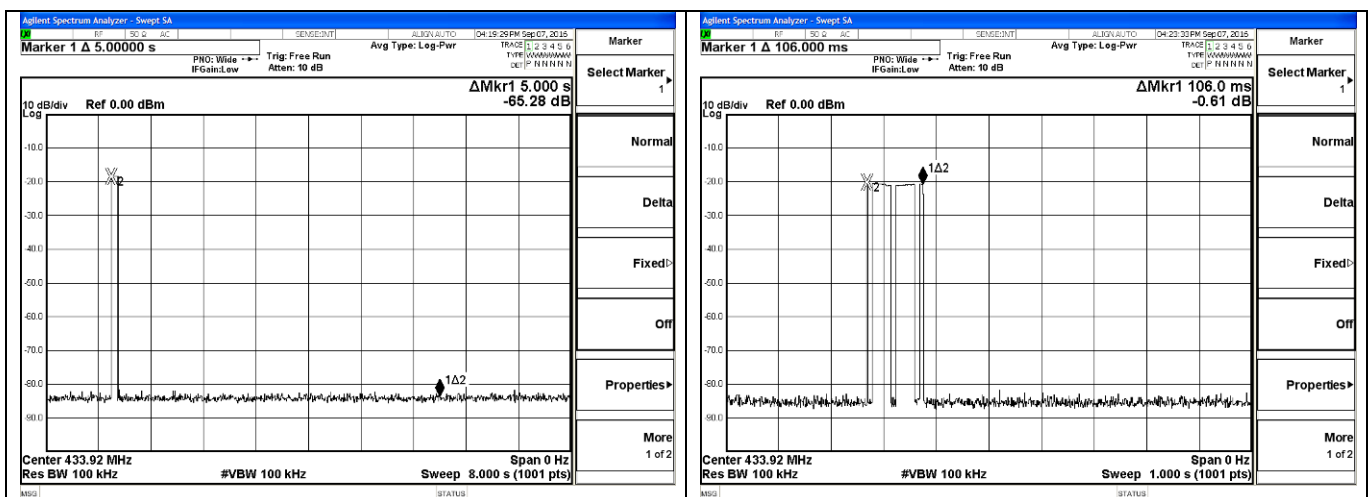 Agilent Spectrum Analyzer - Swept SA
RF 50 Ω AC SENSE:INT ALIGN AUTO 04:19:29 PM Sep 07, 2016
Marker 1 Δ 5.00000 s
Avg Type: Log-Pwr
TRACE 1 2 3 4 5 6
TYPE WWWWWW
DET P N N N N N
PNO: Wide
IFGain:Low
Trig: Free Run
Atten: 10 dB
ΔMkr1 5.000 s
-65.28 dB
10 dB/div Ref 0.00 dBm
Log
-10.0
-20.0
-30.0
-40.0
-50.0
-60.0
-70.0
-80.0
-90.0
2
1Δ2
Center 433.92 MHz Span 0 Hz
Res BW 100 kHz #VBW 100 kHz Sweep 8.000 s (1001 pts)
MSG STATUS
Marker
Select Marker
1
Normal
Delta
Fixed
Off
Properties
More
1 of 2
Agilent Spectrum Analyzer - Swept SA
RF 50 Ω AC SENSE:INT ALIGN AUTO 04:23:33 PM Sep 07, 2016
Marker 1 Δ 106.000 ms
Avg Type: Log-Pwr
TRACE 1 2 3 4 5 6
TYPE WWWWWW
DET P N N N N N
PNO: Wide
IFGain:Low
Trig: Free Run
Atten: 10 dB
ΔMkr1 106.0 ms
-0.61 dB
10 dB/div Ref 0.00 dBm
Log
-10.0
-20.0
-30.0
-40.0
-50.0
-60.0
-70.0
-80.0
-90.0
2
1Δ2
Center 433.92 MHz Span 0 Hz
Res BW 100 kHz #VBW 100 kHz Sweep 1.000 s (1001 pts)
MSG STATUS
Marker
Select Marker
1
Normal
Delta
Fixed
Off
Properties
More
1 of 2